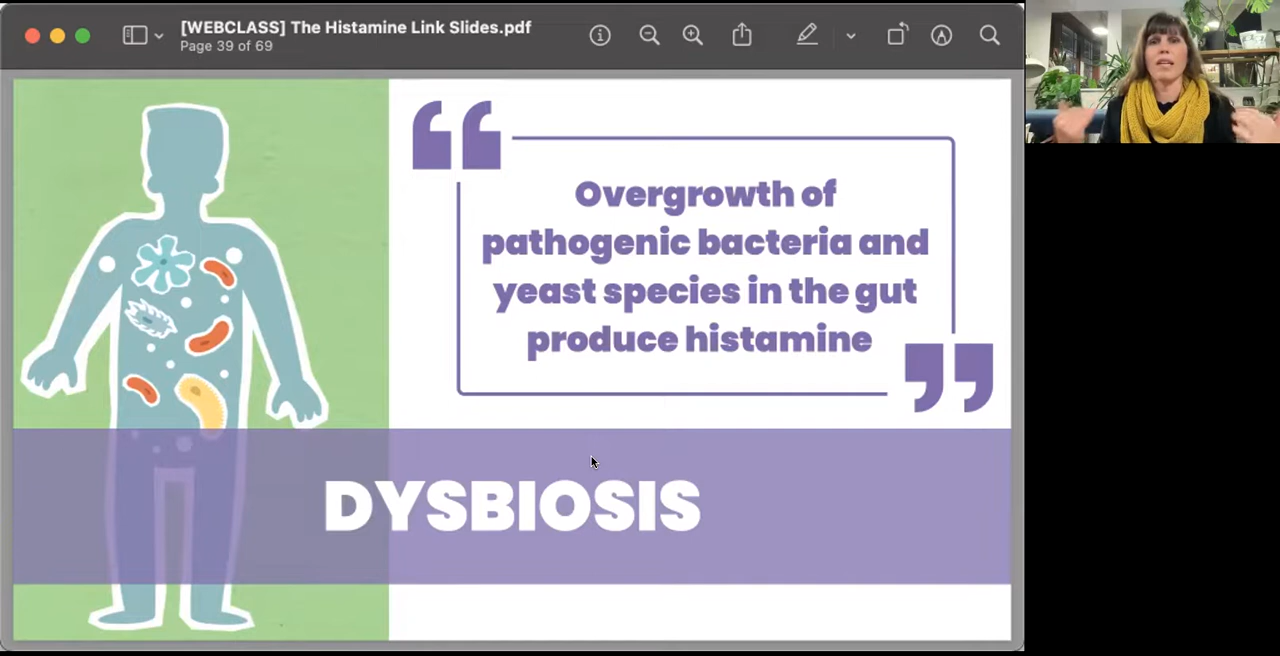 [WEBCLASS] The Histamine Link Slides.pdf
Page 39 of 69
Overgrowth of
pathogenic bacteria and
yeast species in the gut
produce histamine
DYSBIOSIS